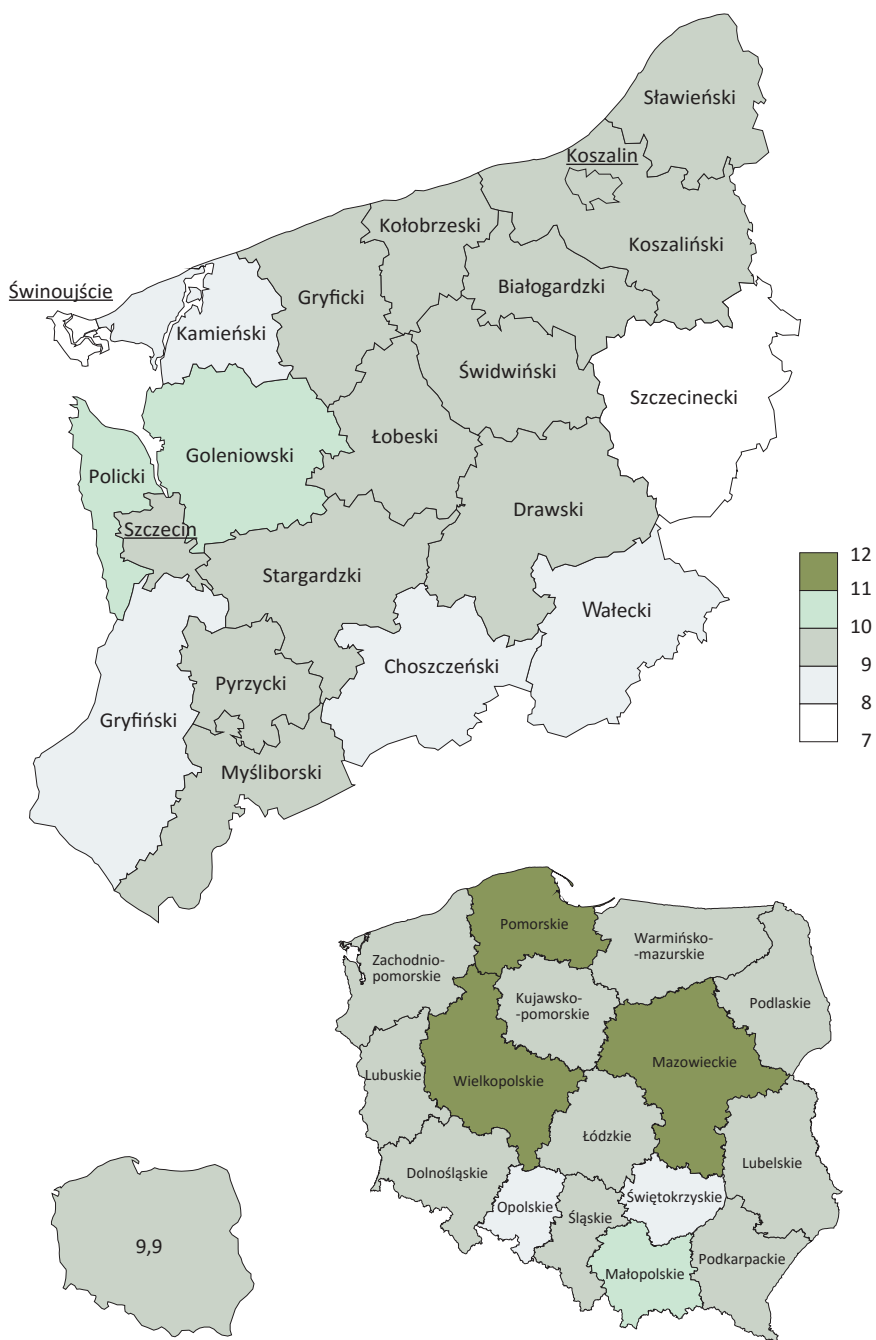 Sławieński
Koszalin
Kołobrzeski
Koszaliński
Białogardzki
Świnoujście
Gryficki
Kamieński
Świdwiński
Szczecinecki
Łobeski
Goleniowski
Policki
Drawski
Szczecin
Stargardzki
Wałecki
Choszczeński
Pyrzycki
Gryfiński
Myśliborski
12
11
10
9
8
7
Pomorskie
Warmińsko-
-mazurskie
Zachodnio-
pomorskie
Kujawsko-
-pomorskie
Podlaskie
Mazowieckie
Lubuskie
Wielkopolskie
Łódzkie
Lubelskie
Dolnośląskie
Opolskie
Świętokrzyskie
Śląskie
Podkarpackie
Małopolskie
9,9